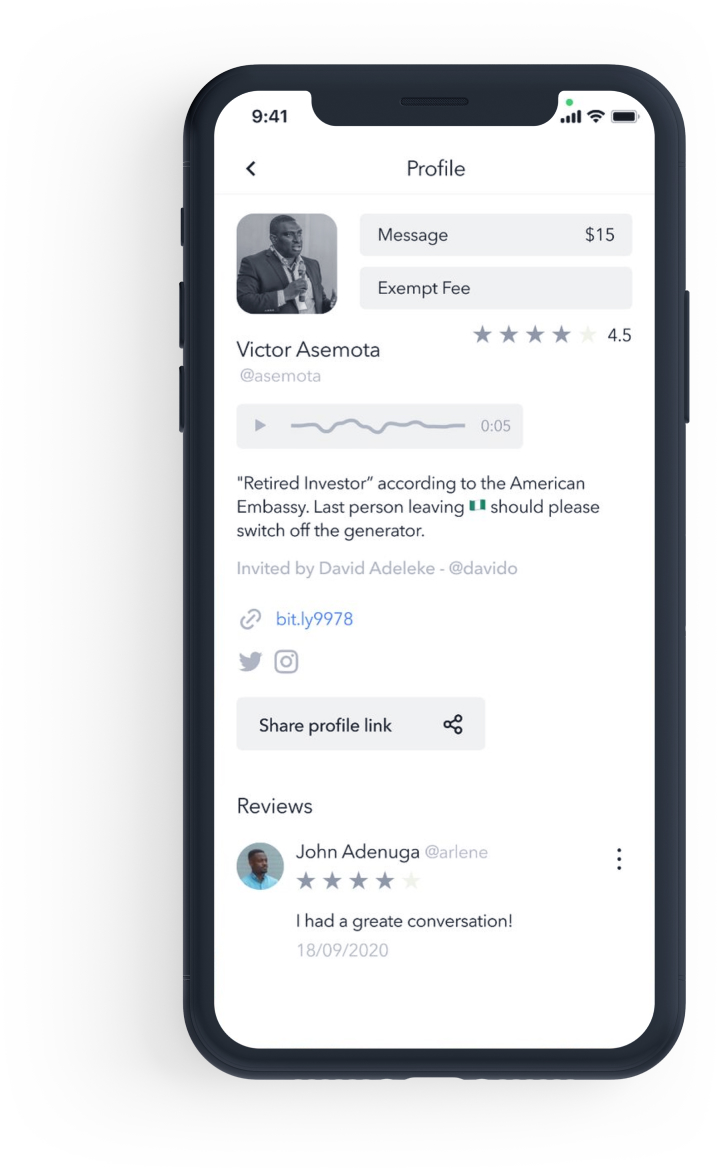 9:41
Profile
Message $15
Exempt Fee
4.5
Victor Asemota
@asemota
0:05
"Retired Investor” according to the American
Embassy. Last person leaving 🇳🇬 should please
switch off the generator.
Invited by David Adeleke - @davido
bit.ly9978
Share profile link
Reviews
John Adenuga @arlene
I had a greate conversation!
18/09/2020